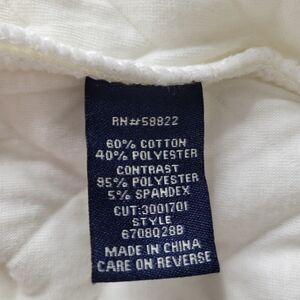 RN#59922
60% COTTON
40% POLYESTER
CONTRAST
95% POLYESTER
5% SPANDEX
CUT:3001701
STYLE
6708Q28B
MADE IN CHINA
CARE ON REVERSE